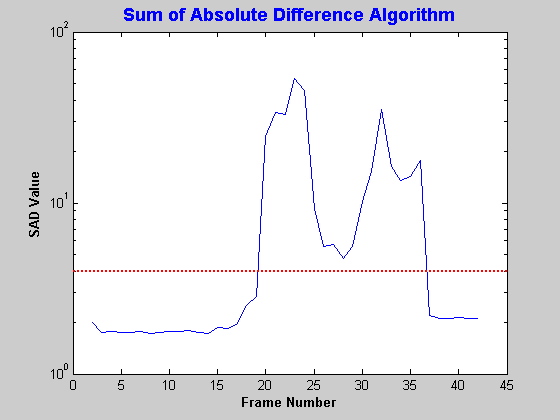 Sum of Absolute Difference Algorithm
10²
10¹
10⁰
SAD Value
0 5 10 15 20 25 30 35 40 45
Frame Number